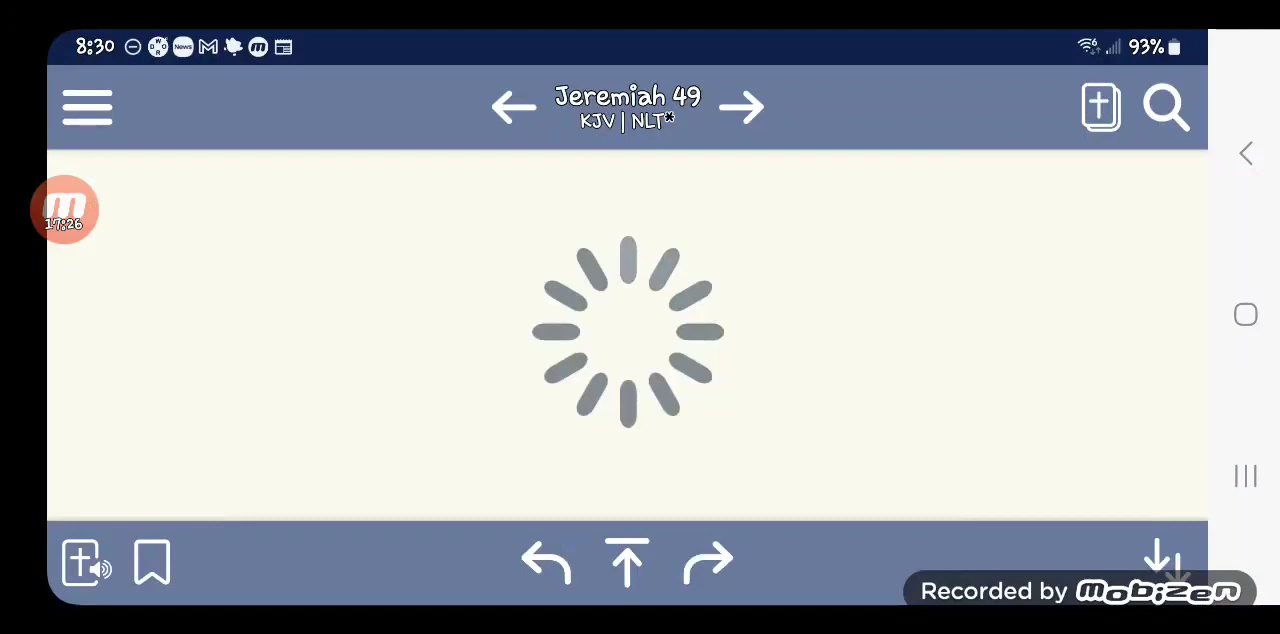 8:30 93%
Jeremiah 49
KJV | NLT*
17:26
Recorded by mobizen